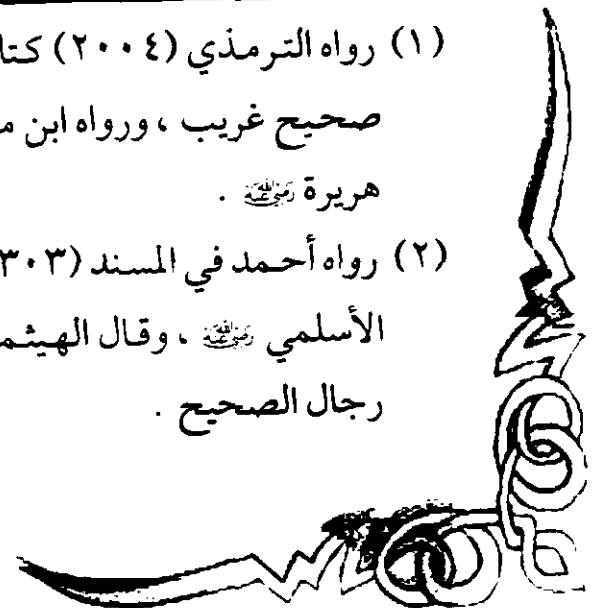 (١) رواه الترمذي (٢٠٠٤) كتا
صحيح غريب ، ورواه ابن م
هريرة رضي الله عنه .
(٢) رواه أحمد في المسند (٣٠٣
الأسلمي رضي الله عنه ، وقال الهيثم
رجال الصحيح .